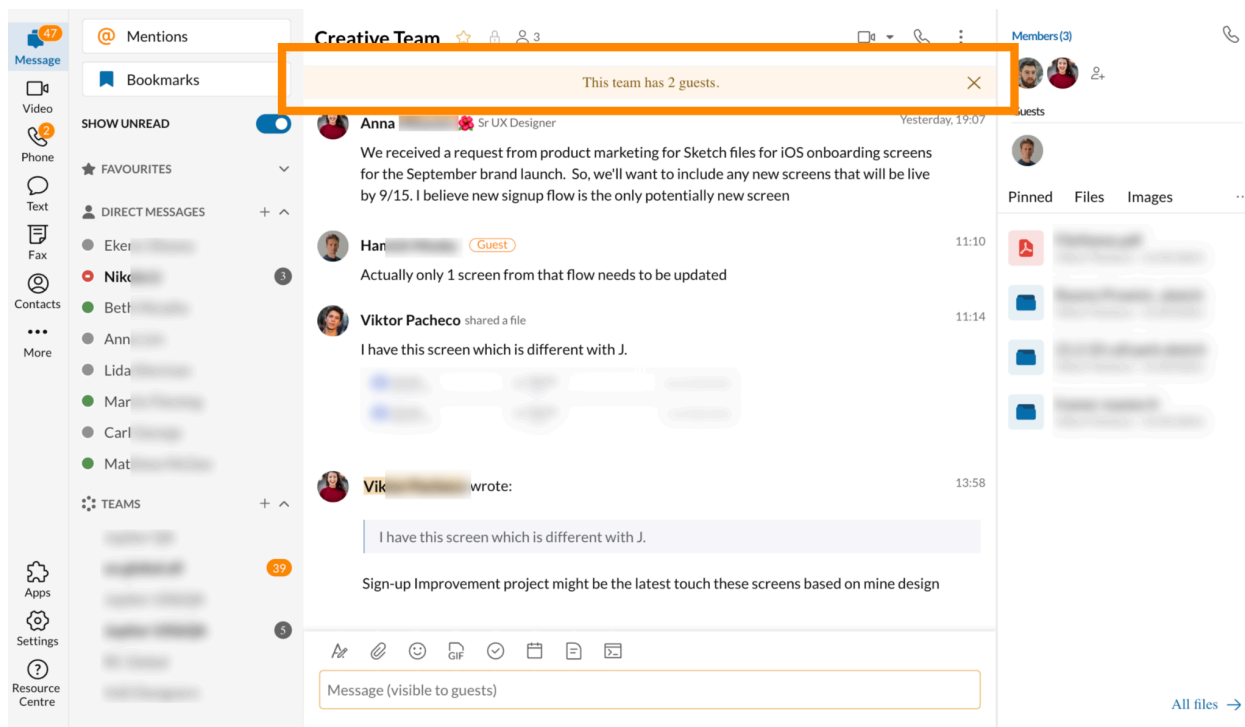 47
Message
Video
2
Phone
Text
Fax
Contacts
More
Apps
Settings
Resource
Centre
@ Mentions
Bookmarks
SHOW UNREAD
FAVOURITES
DIRECT MESSAGES
Nik
3
Beth
Ann
Lida
Mar
Carl
Mat
TEAMS
39
5
Creative Team
3
This team has 2 guests.
Anna
Sr UX Designer
Yesterday, 19:07
We received a request from product marketing for Sketch files for iOS onboarding screens
for the September brand launch. So, we'll want to include any new screens that will be live
by 9/15. I believe new signup flow is the only potentially new screen
Guest
11:10
Actually only 1 screen from that flow needs to be updated
Viktor Pacheco shared a file
11:14
I have this screen which is different with J.
Vik wrote:
13:58
I have this screen which is different with J.
Sign-up Improvement project might be the latest touch these screens based on mine design
GIF
Message (visible to guests)
Members (3)
Guests
Pinned Files Images
All files